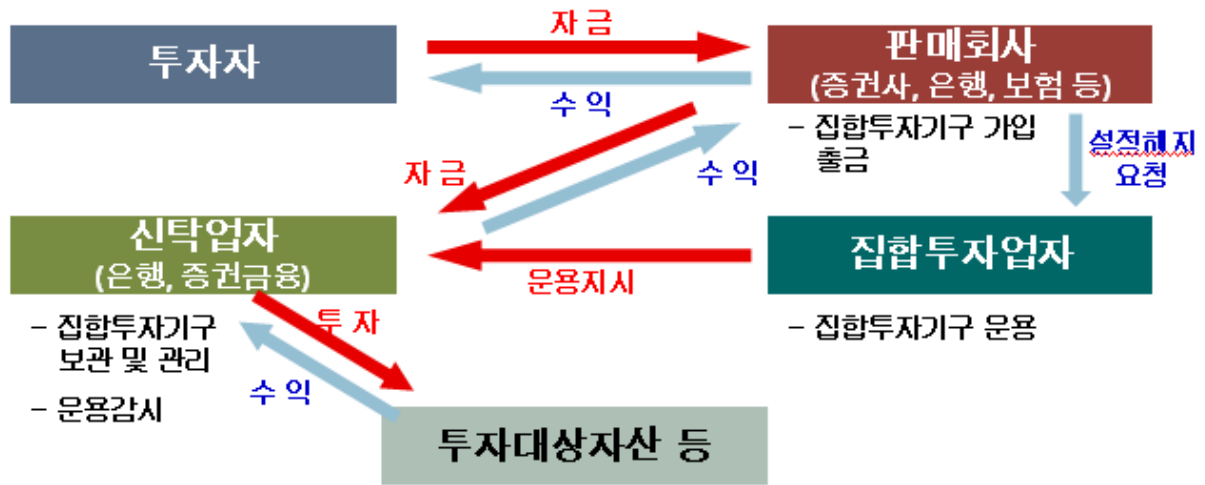 자 금
투자자
판매회사
(증권사, 은행, 보험 등)
수 익
– 집합투자기구 가입
출금
설정해지
요청
자 금
수 익
신탁업자
(은행, 증권금융)
집합투자업자
운용지시
– 집합투자기구
보관 및 관리
– 운용감시
투 자
수 익
– 집합투자기구 운용
투자대상자산 등